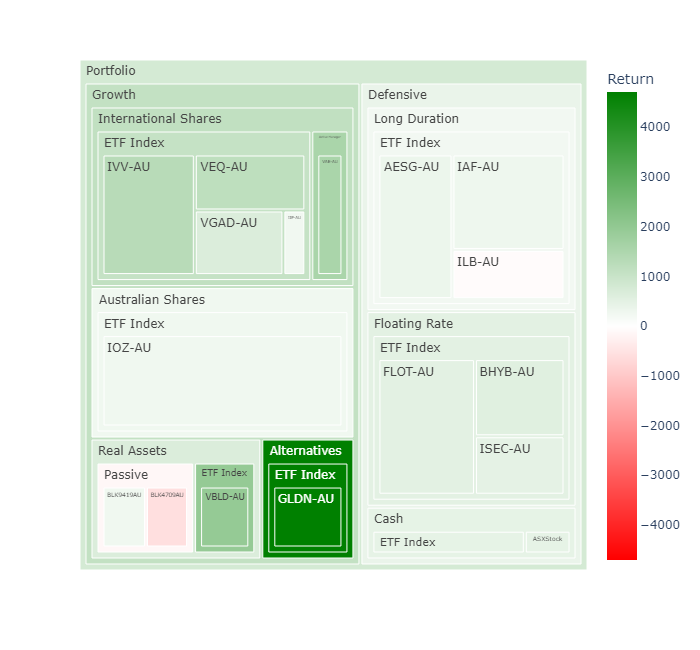 Portfolio
Return
Growth
Defensive
International Shares
Long Duration
ETF Index
ETF Index
IVV-AU
VEQ-AU
VGAD-AU
AESG-AU
IAF-AU
ILB-AU
Australian Shares
ETF Index
IOZ-AU
Floating Rate
ETF Index
FLOT-AU
BHYB-AU
ISEC-AU
Real Assets
Passive
BLK9419AU
BLK4709AU
ETF Index
VBLD-AU
Alternatives
ETF Index
GLDN-AU
Cash
ETF Index
ASXStock
4000
3000
2000
1000
0
−1000
−2000
−3000
−4000